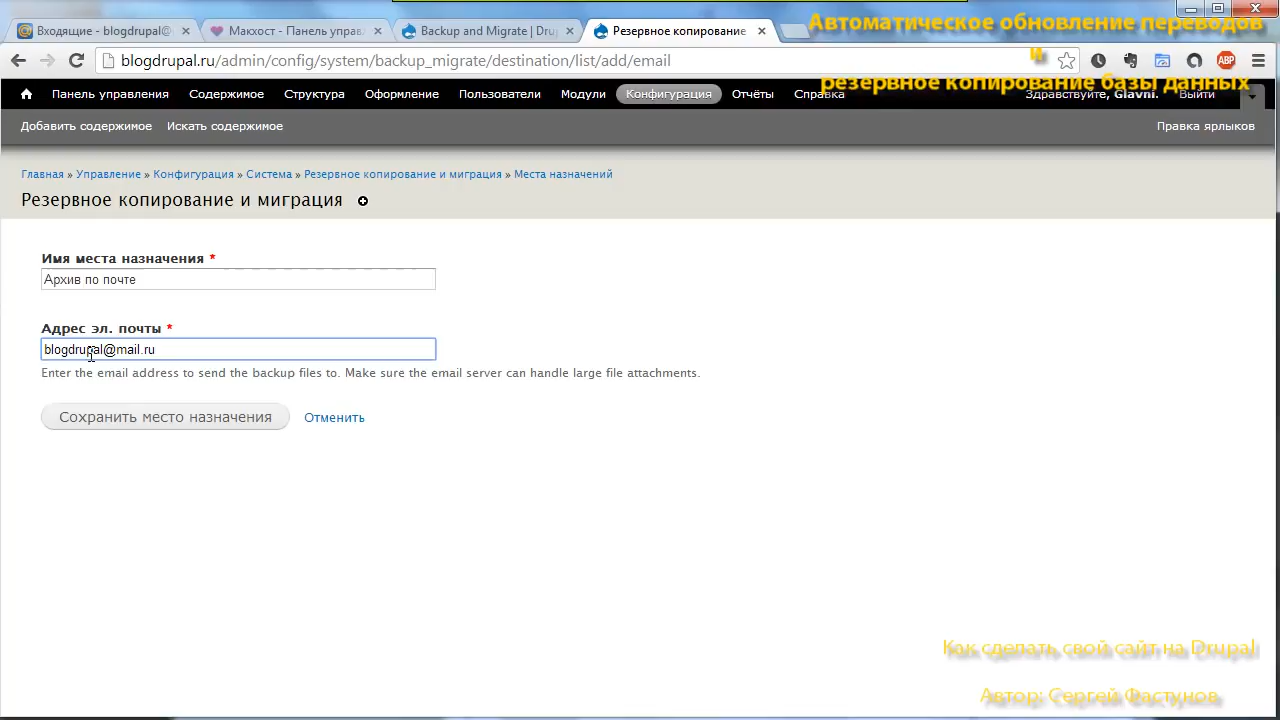 Входящие - blogdrupal@
Макхост - Панель управ
Backup and Migrate | Drup
Резервное копирование
Автоматическое обновление переводов
и
резервное копирование базы данных
blogdrupal.ru/admin/config/system/backup_migrate/destination/list/add/email
ABP
Панель управления
Содержимое
Структура
Оформление
Пользователи
Модули
Конфигурация
Отчёты
Справка
Здравствуйте, Glavni.
Выйти
Добавить содержимое
Искать содержимое
Правка ярлыков
Главная » Управление » Конфигурация » Система » Резервное копирование и миграция » Места назначений
Резервное копирование и миграция
Имя места назначения *
Архив по почте
Адрес эл. почты *
blogdrupal@mail.ru
Enter the email address to send the backup files to. Make sure the email server can handle large file attachments.
Сохранить место назначения
Отменить
Как сделать свой сайт на Drupal
Автор: Сергей Фастунов